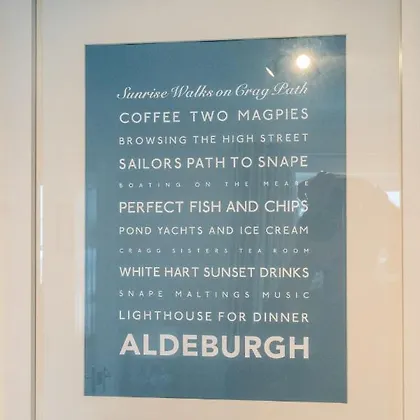 Sunrise Walks on Crag Path
COFFEE TWO MAGPIES
BROWSING THE HIGH STREET
SAILORS PATH TO SNAPE
BOATING ON THE MEARE
PERFECT FISH AND CHIPS
POND YACHTS AND ICE CREAM
CRAGG SISTERS TEA ROOM
WHITE HART SUNSET DRINKS
SNAPE MALTINGS MUSIC
LIGHTHOUSE FOR DINNER
ALDEBURGH